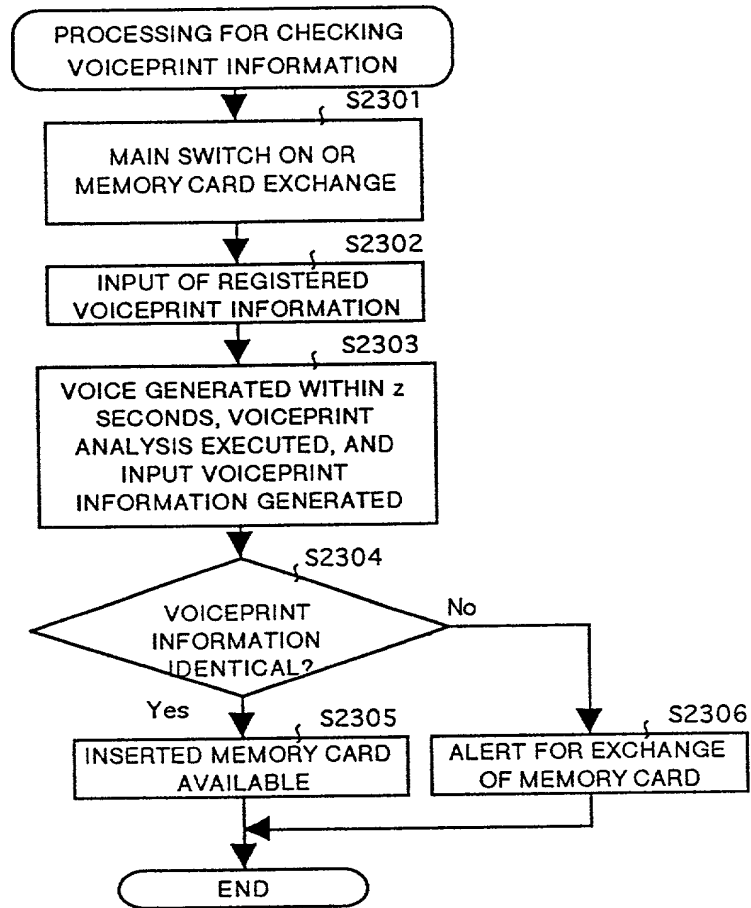 PROCESSING FOR CHECKING
VOICEPRINT INFORMATION
S2301
MAIN SWITCH ON OR
MEMORY CARD EXCHANGE
S2302
INPUT OF REGISTERED
VOICEPRINT INFORMATION
S2303
VOICE GENERATED WITHIN z
SECONDS, VOICEPRINT
ANALYSIS EXECUTED, AND
INPUT VOICEPRINT
INFORMATION GENERATED
S2304
VOICEPRINT
INFORMATION
IDENTICAL?
No
Yes
S2305
INSERTED MEMORY CARD
AVAILABLE
S2306
ALERT FOR EXCHANGE
OF MEMORY CARD
END